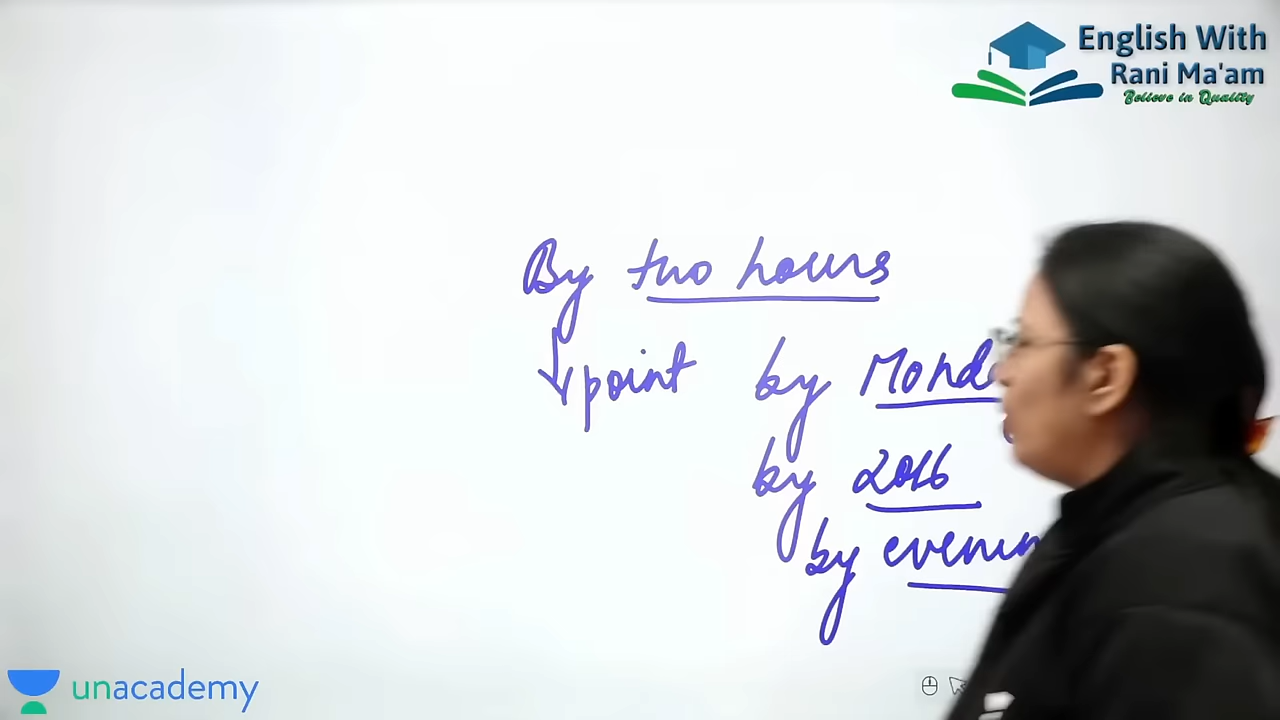 English With
Rani Ma'am
Believe in Quality
By two hours
point by
by 2016
by
unacademy